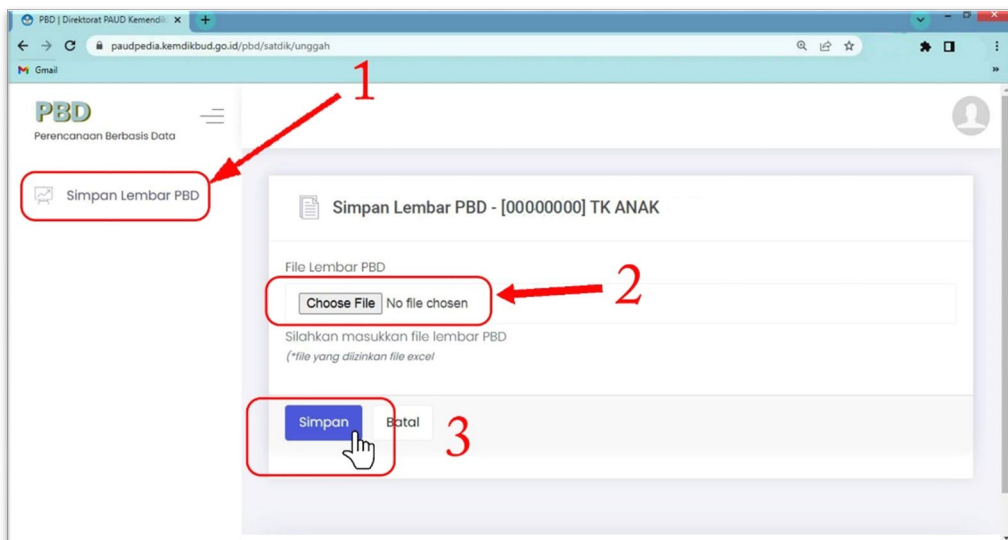 PBD | Direktorat PAUD Kemendik
paudpedia.kemdikbud.go.id/pbd/satdik/unggah
Gmail
1
PBD
Perencanaan Berbasis Data
Simpan Lembar PBD
Simpan Lembar PBD - [00000000] TK ANAK
File Lembar PBD
Choose File No file chosen
2
Silahkan masukkan file lembar PBD
(*file yang diizinkan file excel
Simpan Batal
3